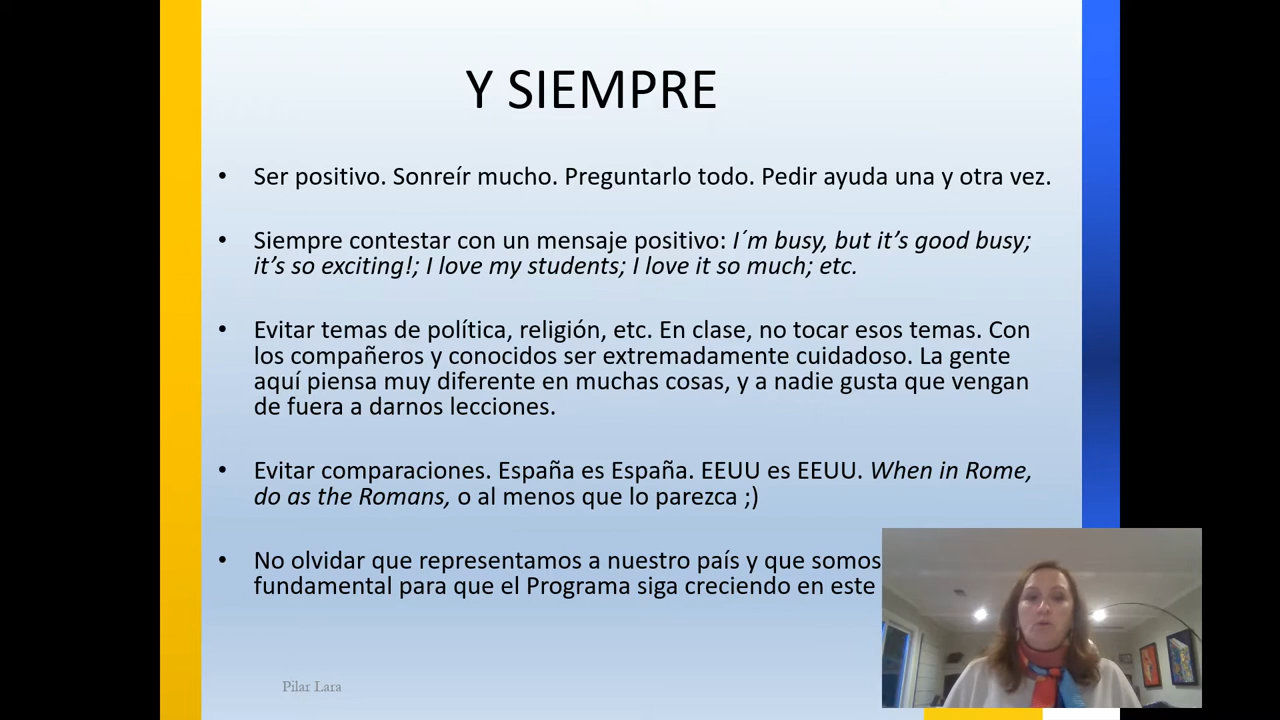 Y SIEMPRE
• Ser positivo. Sonreír mucho. Preguntarlo todo. Pedir ayuda una y otra vez.
• Siempre contestar con un mensaje positivo: I´m busy, but it’s good busy;
it’s so exciting!; I love my students; I love it so much; etc.
• Evitar temas de política, religión, etc. En clase, no tocar esos temas. Con
los compañeros y conocidos ser extremadamente cuidadoso. La gente
aquí piensa muy diferente en muchas cosas, y a nadie gusta que vengan
de fuera a darnos lecciones.
• Evitar comparaciones. España es España. EEUU es EEUU. When in Rome,
do as the Romans, o al menos que lo parezca ;)
• No olvidar que representamos a nuestro país y que somos
fundamental para que el Programa siga creciendo en este
Pilar Lara